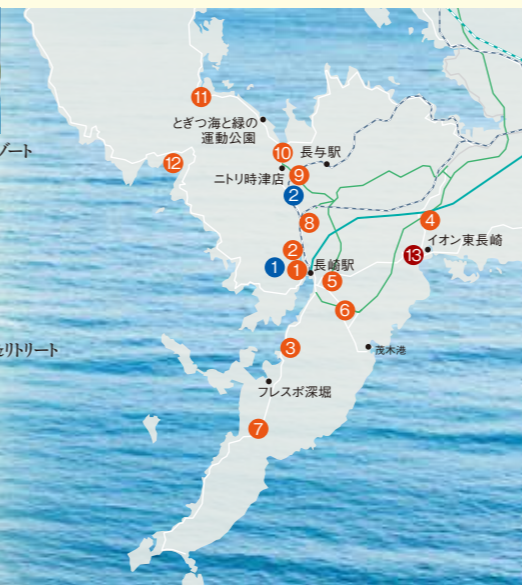 11
とぎつ海と緑の
運動公園
ゾート
12
10
長与駅
ニトリ時津店
9
2
8
4
2
イオン東長崎
13
1
1
長崎駅
5
6
3
茂木港
リトリート
フレスポ深堀
7